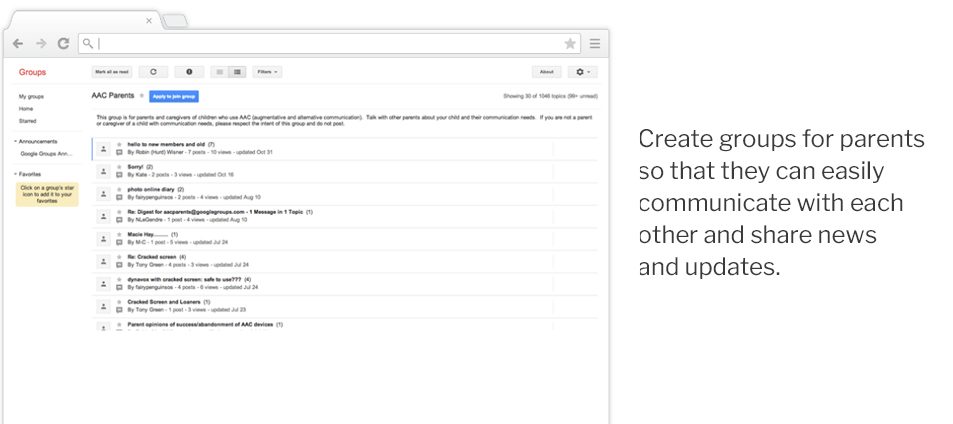 Groups
Mark all as read
Filters
About
My groups
Home
Starred
Announcements
Google Groups Ann...
Favorites
Click on a group's star
icon to add it to your
favorites
AAC Parents Apply to join group Showing 30 of 1046 topics (99+ unread)
This group is for parents and caregivers of children who use AAC (augmentative and alternative communication). Talk with other parents about your child and their communication needs. If you are not a parent
or caregiver of a child with communication needs, please respect the intent of this group and do not post.
hello to new members and old (7)
By Robin (Hurd) Wisner - 7 posts - 10 views - updated Oct 31
Sorry! (2)
By Kate - 2 posts - 3 views - updated Oct 16
photo online diary (2)
By fairypenguinsos - 2 posts - 4 views - updated Aug 10
Re: Digest for aacparents@googlegroups.com - 1 Message in 1 Topic (1)
By NLaGendre - 1 post - 4 views - updated Aug 10
Macie Hay.......... (1)
By M-C - 1 post - 5 views - updated Jul 24
Re: Cracked screen (4)
By Tony Green - 4 posts - 3 views - updated Jul 24
dynavox with cracked screen: safe to use??? (4)
By fairypenguinsos - 4 posts - 6 views - updated Jul 24
Cracked Screen and Loaners (1)
By Tony Green - 1 post - 3 views - updated Jul 23
Parent opinions of success/abandonment of AAC devices (1)
Create groups for parents
so that they can easily
communicate with each
other and share news
and updates.